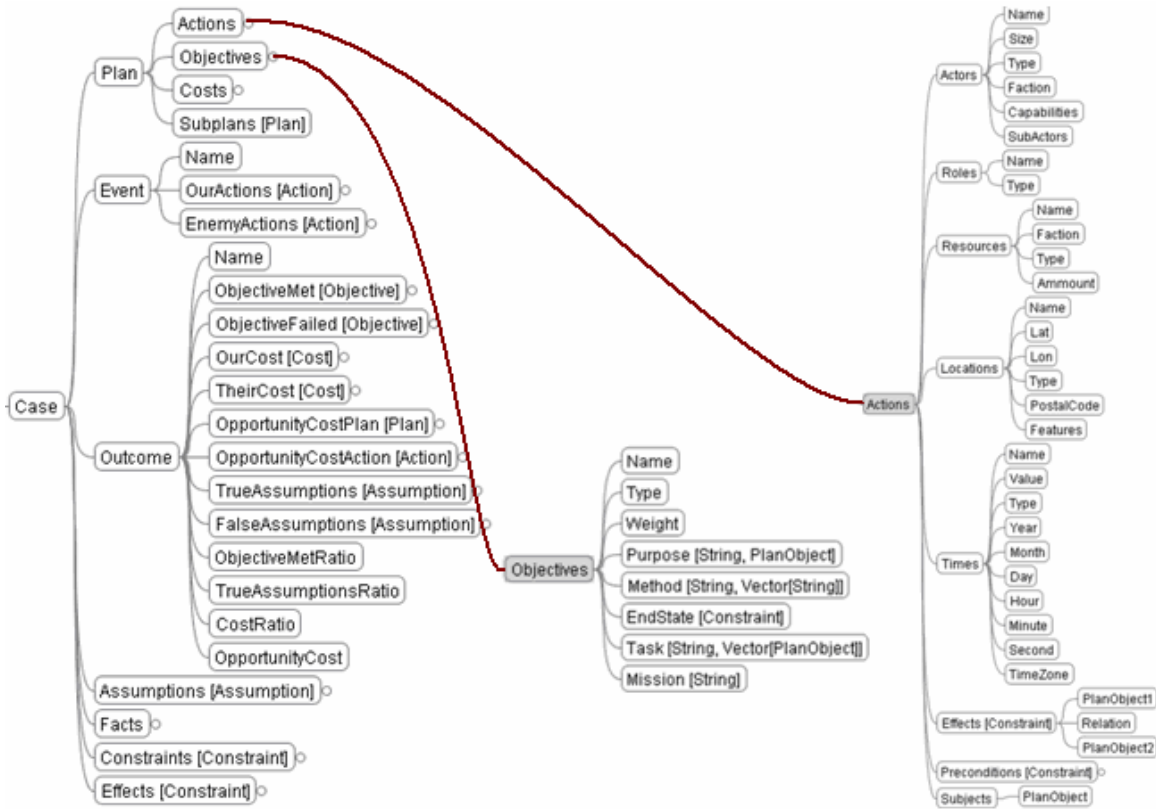 Case
Plan
Actions
Objectives
Costs
Subplans [Plan]
Event
Name
OurActions [Action]
EnemyActions [Action]
Outcome
Name
ObjectiveMet [Objective]
ObjectiveFailed [Objective]
OurCost [Cost]
TheirCost [Cost]
OpportunityCostPlan [Plan]
OpportunityCostAction [Action]
TrueAssumptions [Assumption]
FalseAssumptions [Assumption]
ObjectiveMetRatio
TrueAssumptionsRatio
CostRatio
OpportunityCost
Assumptions [Assumption]
Facts
Constraints [Constraint]
Effects [Constraint]
Objectives
Name
Type
Weight
Purpose [String, PlanObject]
Method [String, Vector[String]]
EndState [Constraint]
Task [String, Vector[PlanObject]]
Mission [String]
Actions
Actors
Name
Size
Type
Faction
Capabilities
SubActors
Roles
Name
Type
Resources
Name
Faction
Type
Ammount
Locations
Name
Lat
Lon
Type
PostalCode
Features
Times
Name
Value
Type
Year
Month
Day
Hour
Minute
Second
TimeZone
Effects [Constraint]
PlanObject1
Relation
PlanObject2
Preconditions [Constraint]
Subjects
PlanObject